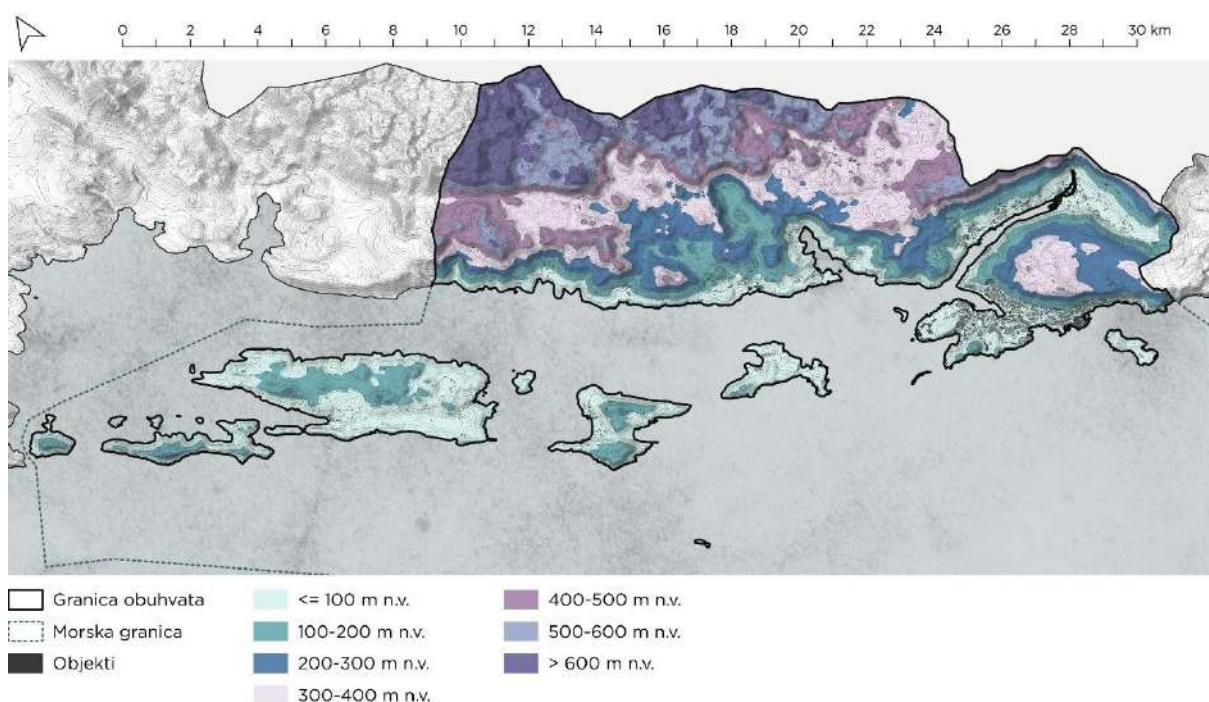 0 2 4 6 8 10 12 14 16 18 20 22 24 26 28 30 km
Granica obuhvata
Morska granica
Objekti
<= 100 m n.v.
100-200 m n.v.
200-300 m n.v.
300-400 m n.v.
400-500 m n.v.
500-600 m n.v.
> 600 m n.v.